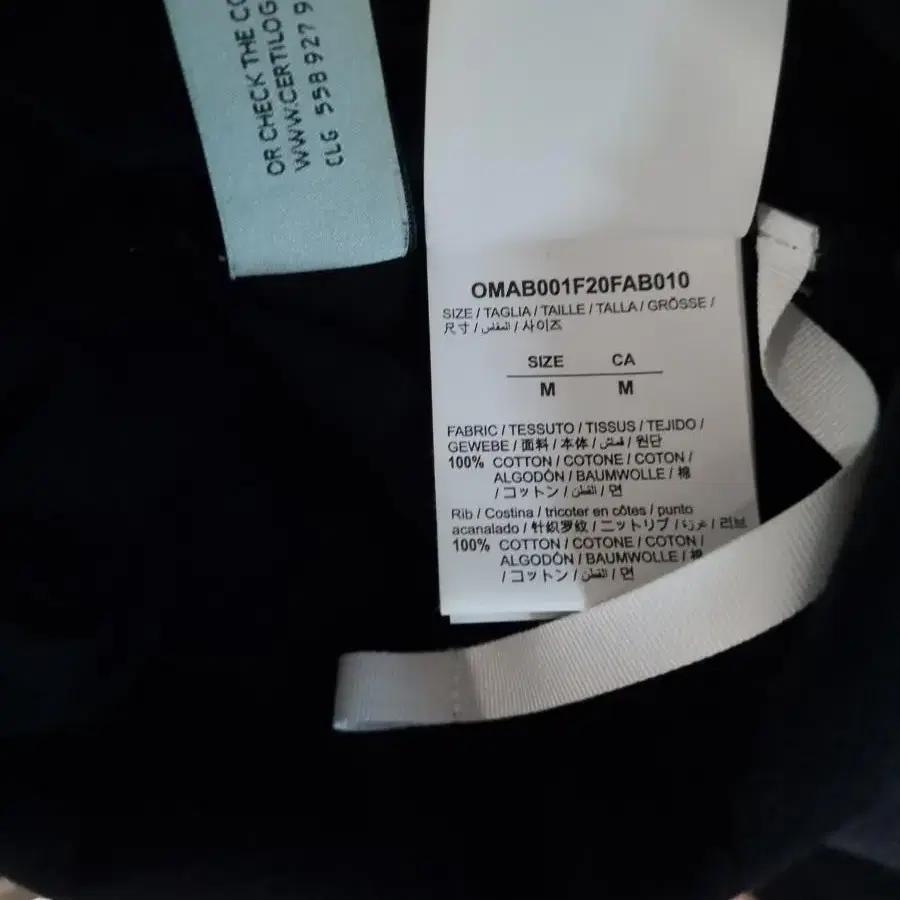 OR CHECK THE CO
WWW.CERTILOG
CLG 558 927 9
OMAB001F20FAB010
SIZE / TAGLIA / TAILLE / TALLA / GRÖSSE /
尺寸 / المقاس / 사이즈
SIZE CA
M M
FABRIC / TESSUTO / TISSUS / TEJIDO /
GEWEBE / 面料 / 本体 / قماش / 원단
100% COTTON / COTONE / COTON /
ALGODÓN / BAUMWOLLE / 棉
/ コットン / القطن / 면
Rib / Costina / tricoter en côtes / punto
acanalado / 针织罗纹 / ニットリブ / 리브
100% COTTON / COTONE / COTON /
ALGODÓN / BAUMWOLLE / 棉
/ コットン / القطن / 면